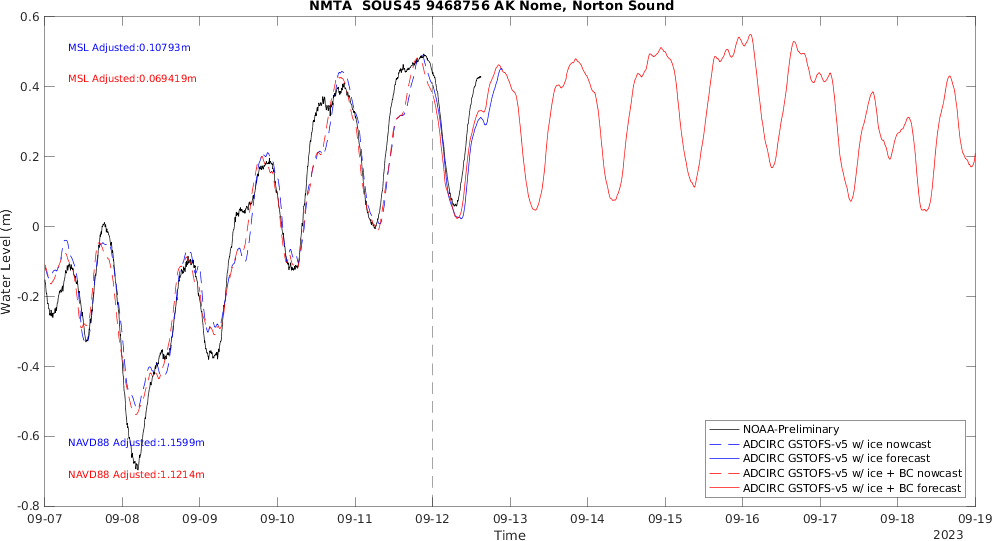 NMTA SOUS45 9468756 AK Nome, Norton Sound
0.6
0.4
0.2
0
-0.2
-0.4
-0.6
-0.8
Water Level (m)
MSL Adjusted:0.10793m
MSL Adjusted:0.069419m
NAVD88 Adjusted:1.1599m
NAVD88 Adjusted:1.1214m
NOAA-Preliminary
ADCIRC GSTOFS-v5 w/ ice nowcast
ADCIRC GSTOFS-v5 w/ ice forecast
ADCIRC GSTOFS-v5 w/ ice + BC nowcast
ADCIRC GSTOFS-v5 w/ ice + BC forecast
09-07 09-08 09-09 09-10 09-11 09-12 09-13 09-14 09-15 09-16 09-17 09-18 09-19
Time
2023